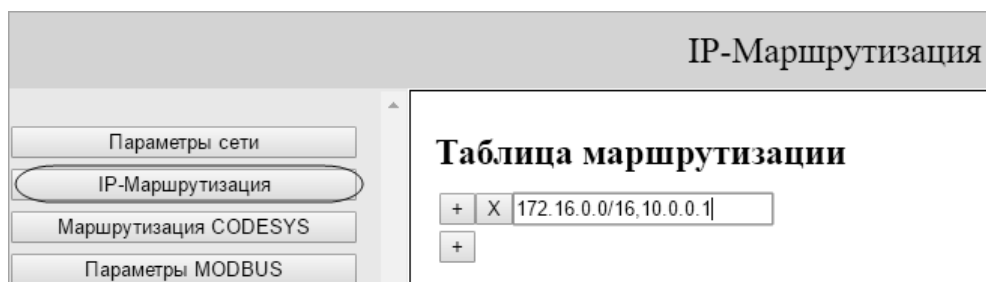 IP-Маршрутизация
Параметры сети
IP-Маршрутизация
Маршрутизация CODESYS
Параметры MODBUS
Таблица маршрутизации
+ X 172.16.0.0/16,10.0.0.1
+